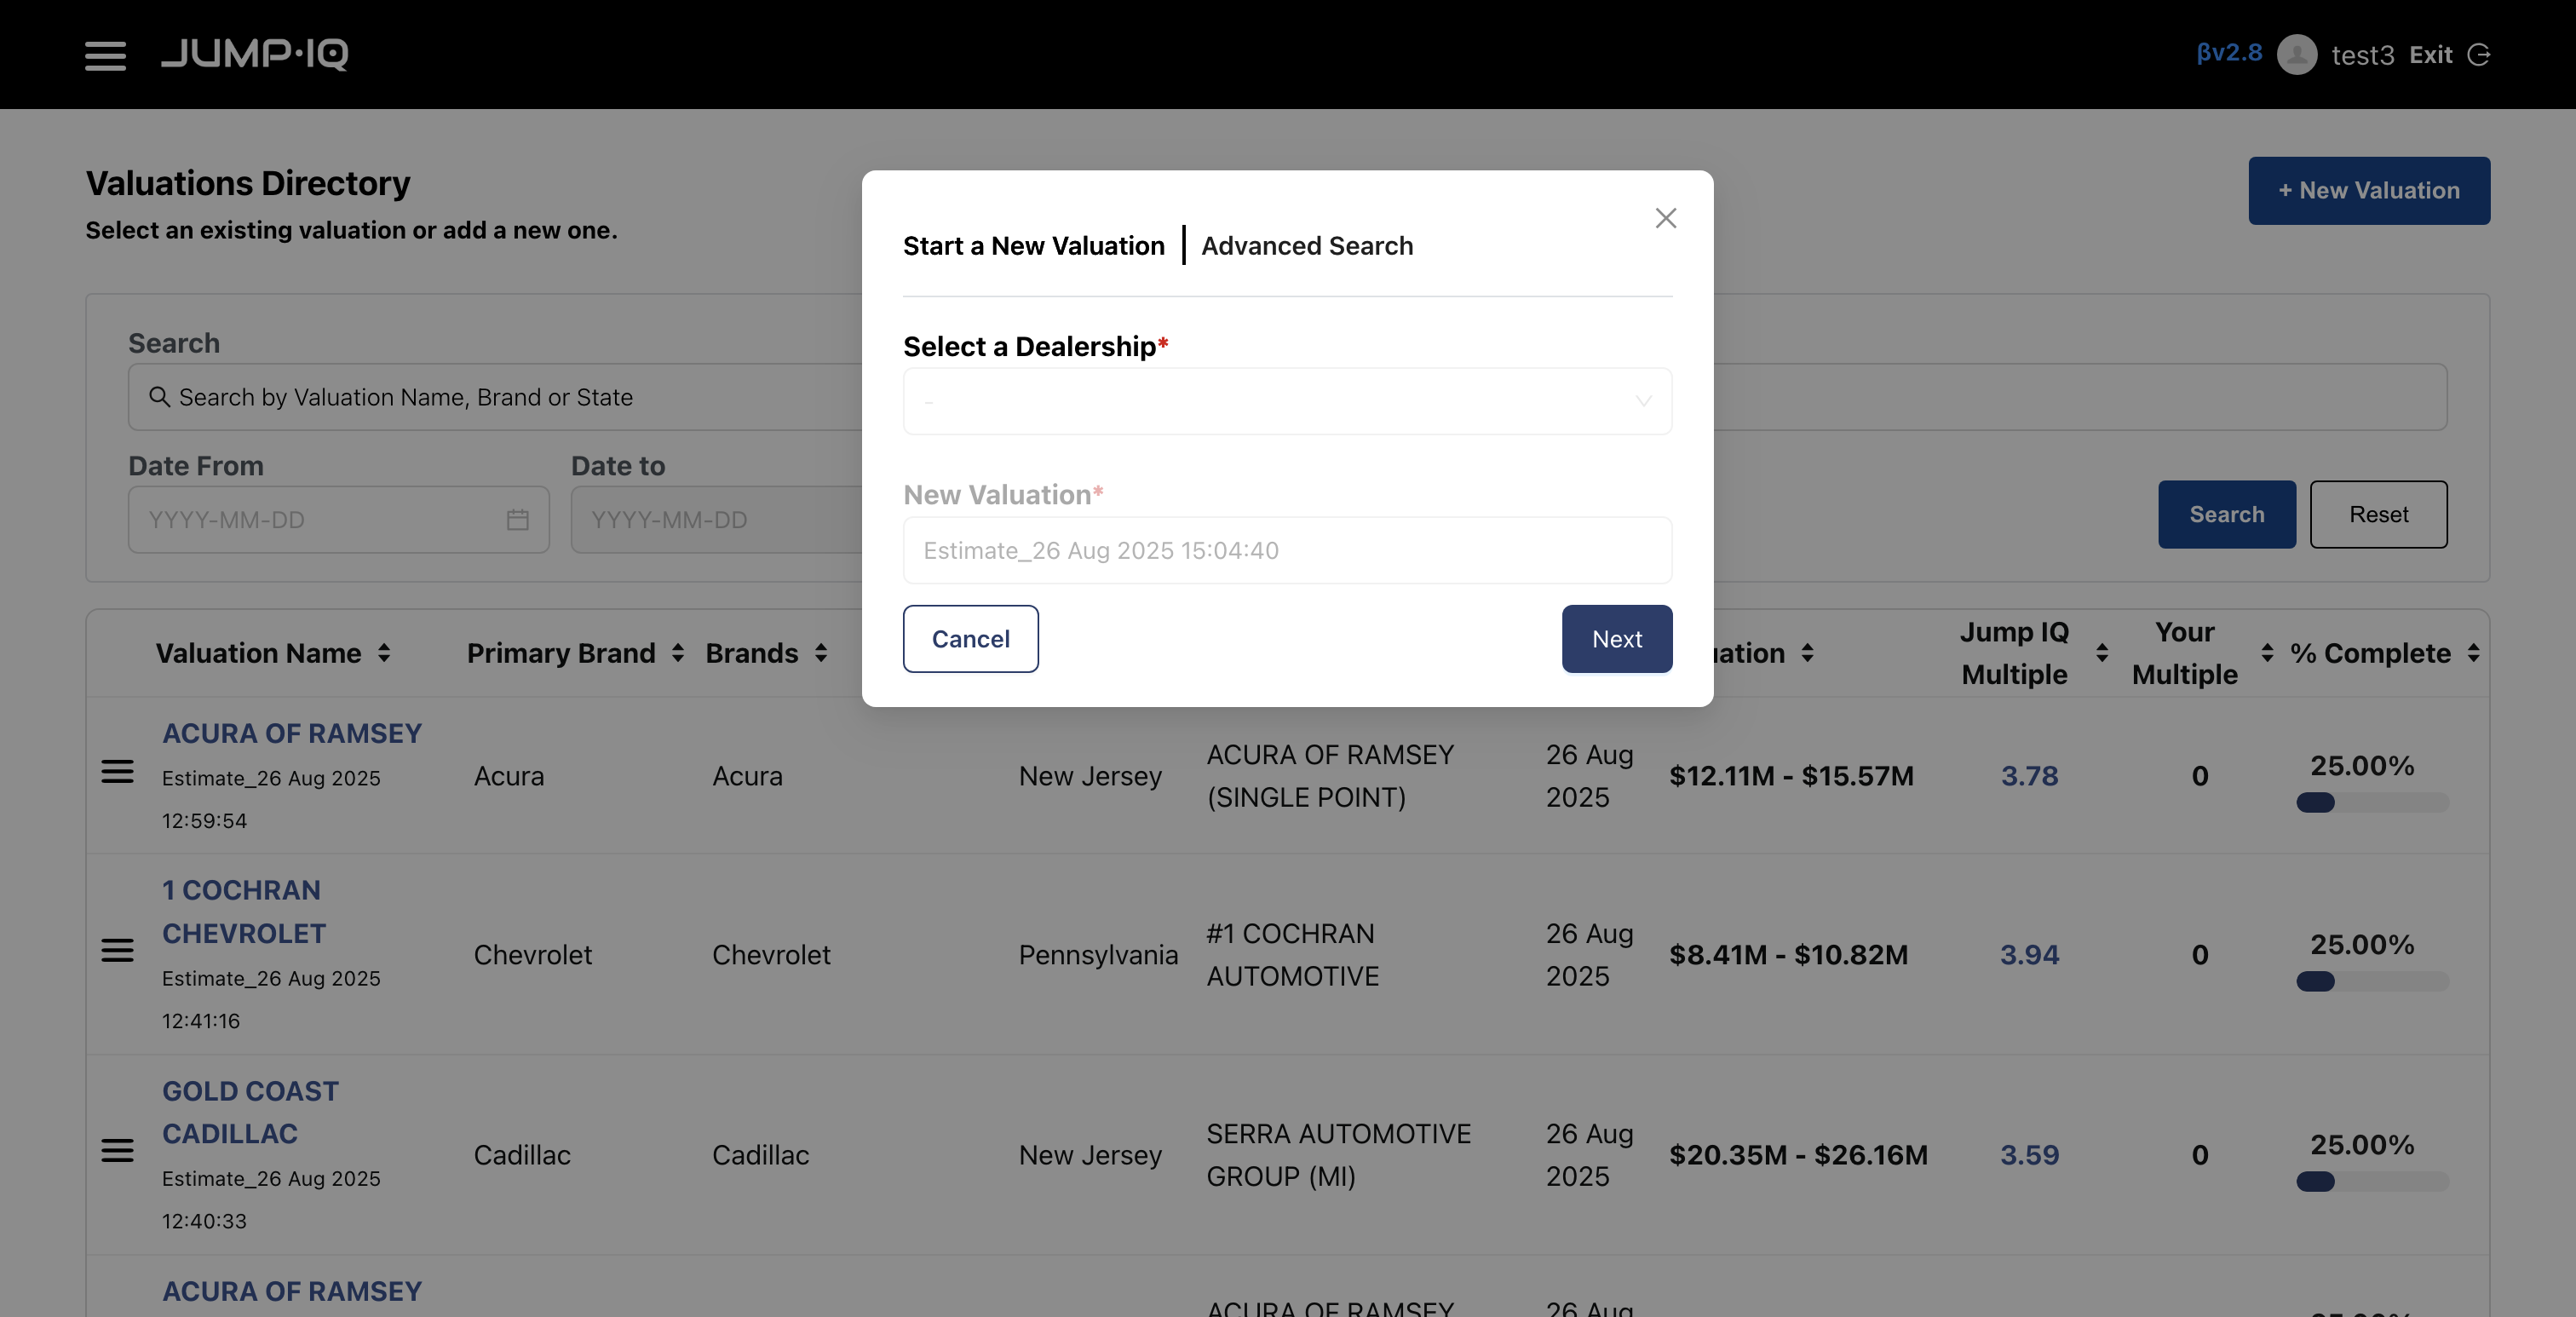 JUMP·IQ
βv2.8 test3 Exit
Valuations Directory
+ New Valuation
Select an existing valuation or add a new one.
Start a New Valuation | Advanced Search
Select a Dealership*
-
New Valuation*
Estimate_26 Aug 2025 15:04:40
Cancel Next
Search
Search by Valuation Name, Brand or State
Date From Date to
YYYY-MM-DD YYYY-MM-DD
Search Reset
Valuation Name Primary Brand Brands uation Jump IQ Multiple Your Multiple % Complete
ACURA OF RAMSEY
Estimate_26 Aug 2025
12:59:54
Acura
Acura
New Jersey
ACURA OF RAMSEY
(SINGLE POINT)
26 Aug
2025
$12.11M - $15.57M
3.78
0
25.00%
1 COCHRAN
CHEVROLET
Estimate_26 Aug 2025
12:41:16
Chevrolet
Chevrolet
Pennsylvania
#1 COCHRAN
AUTOMOTIVE
26 Aug
2025
$8.41M - $10.82M
3.94
0
25.00%
GOLD COAST
CADILLAC
Estimate_26 Aug 2025
12:40:33
Cadillac
Cadillac
New Jersey
SERRA AUTOMOTIVE
GROUP (MI)
26 Aug
2025
$20.35M - $26.16M
3.59
0
25.00%
ACURA OF RAMSEY
ACURA OF RAMSEY
26 Aug